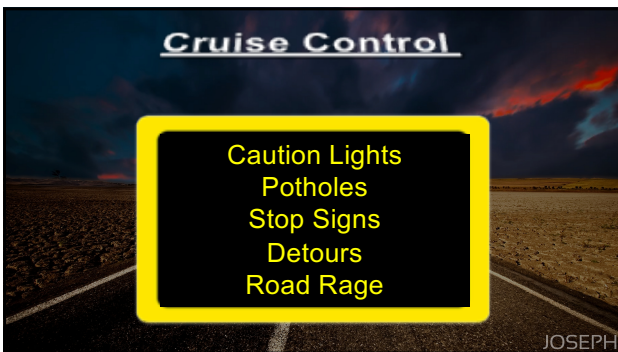 Cruise Control
Caution Lights
Potholes
Stop Signs
Detours
Road Rage
JOSEPH